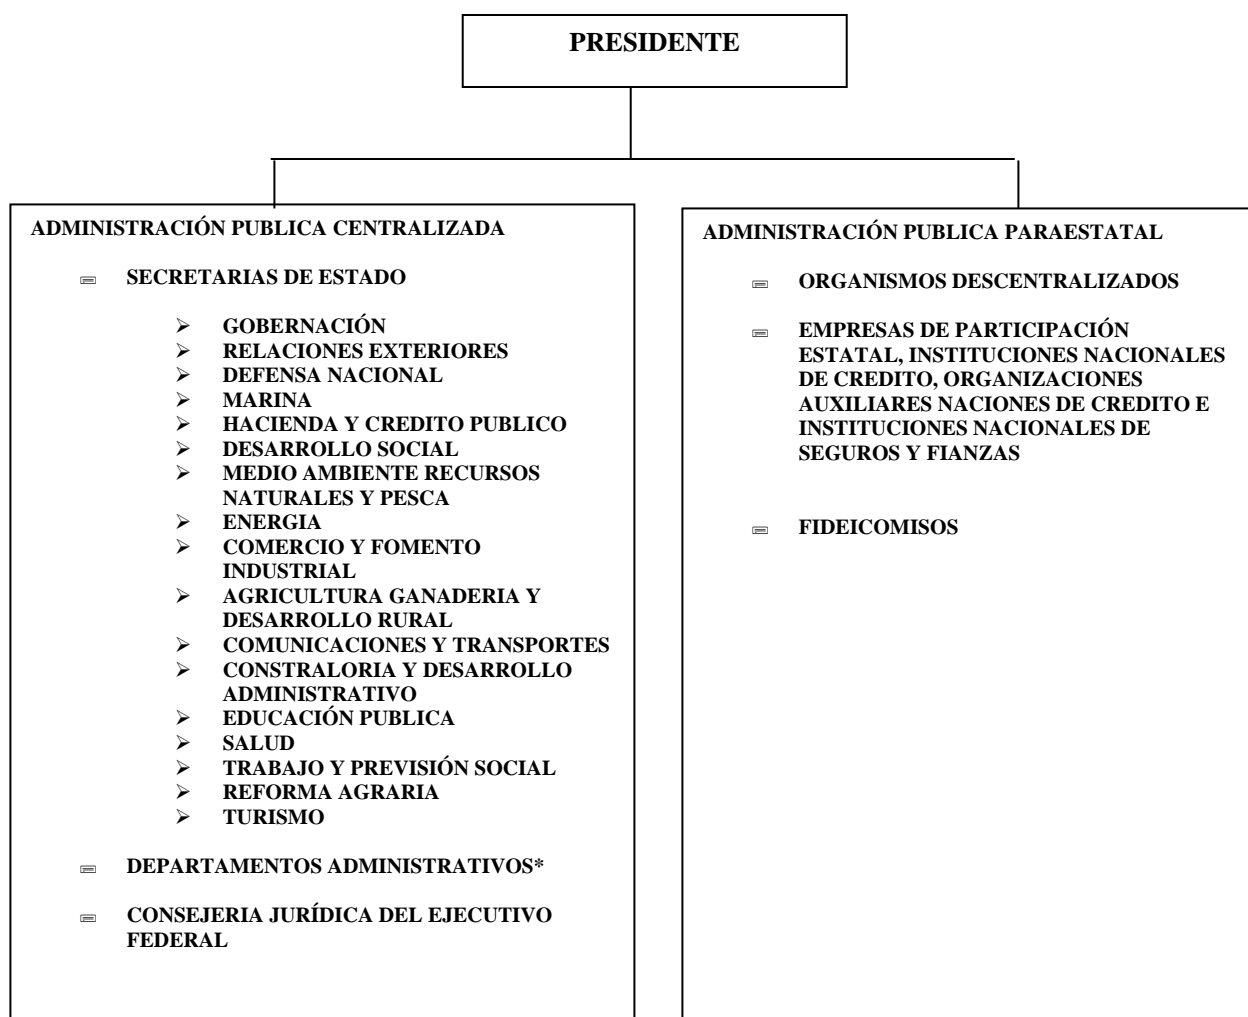 PRESIDENTE
ADMINISTRACIÓN PUBLICA CENTRALIZADA
SECRETARIAS DE ESTADO
GOBERNACIÓN
RELACIONES EXTERIORES
DEFENSA NACIONAL
MARINA
HACIENDA Y CREDITO PUBLICO
DESARROLLO SOCIAL
MEDIO AMBIENTE RECURSOS
NATURALES Y PESCA
ENERGIA
COMERCIO Y FOMENTO
INDUSTRIAL
AGRICULTURA GANADERIA Y
DESARROLLO RURAL
COMUNICACIONES Y TRANSPORTES
CONSTRALORIA Y DESARROLLO
ADMINISTRATIVO
EDUCACIÓN PUBLICA
SALUD
TRABAJO Y PREVISIÓN SOCIAL
REFORMA AGRARIA
TURISMO
DEPARTAMENTOS ADMINISTRATIVOS*
CONSEJERIA JURÍDICA DEL EJECUTIVO
FEDERAL
ADMINISTRACIÓN PUBLICA PARAESTATAL
ORGANISMOS DESCENTRALIZADOS
EMPRESAS DE PARTICIPACIÓN
ESTATAL, INSTITUCIONES NACIONALES
DE CREDITO, ORGANIZACIONES
AUXILIARES NACIONES DE CREDITO E
INSTITUCIONES NACIONALES DE
SEGUROS Y FIANZAS
FIDEICOMISOS